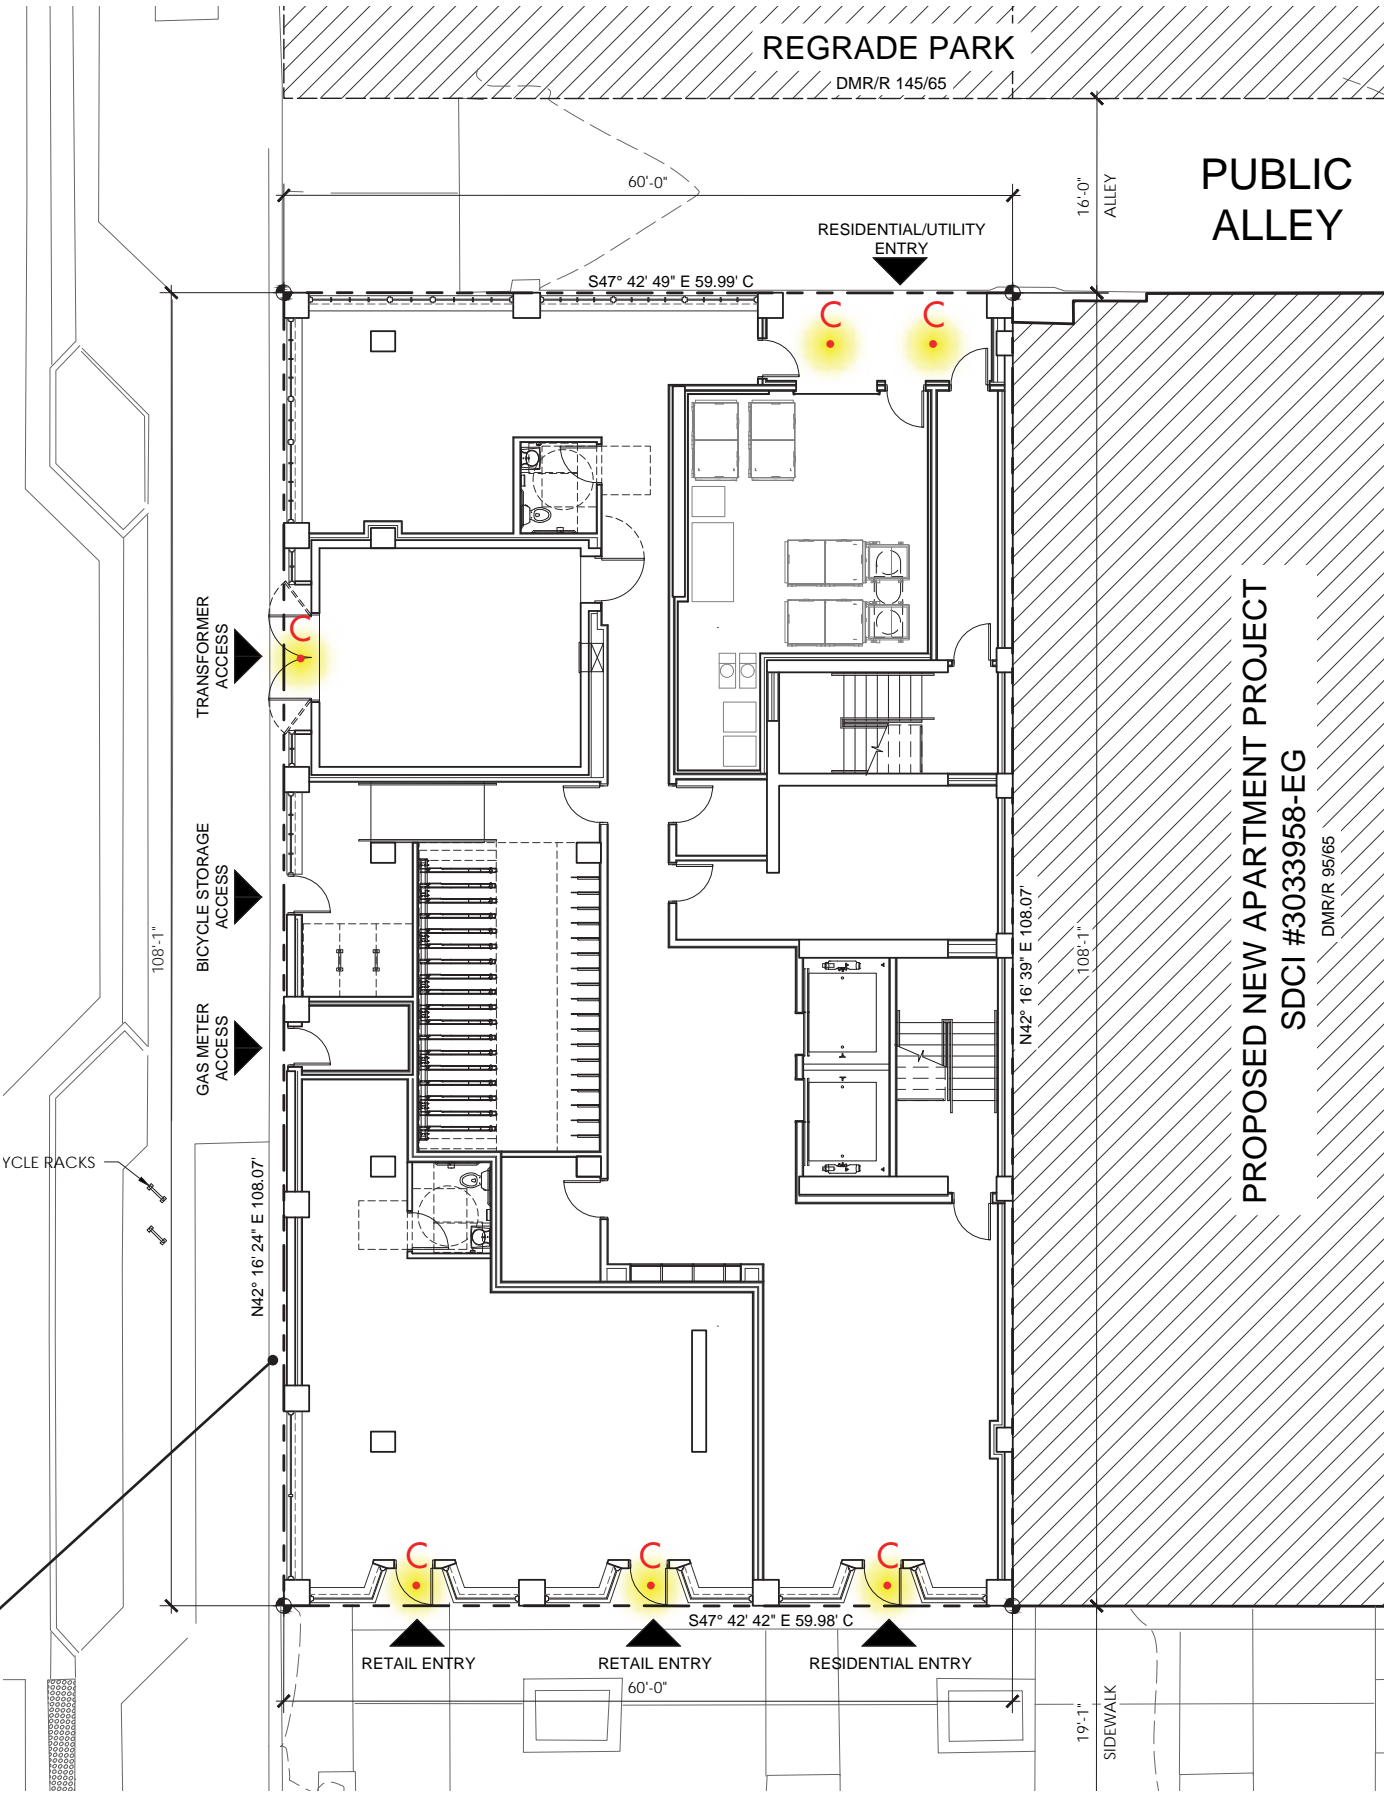 REGRADE PARK
DMR/R 145/65
PUBLIC
ALLEY
16'-0"
ALLEY
60'-0"
RESIDENTIAL/UTILITY
ENTRY
S47° 42' 49" E 59.99' C
C
C
TRANSFORMER
ACCESS
C
BICYCLE STORAGE
ACCESS
GAS METER
ACCESS
108'-1"
N42° 16' 24" E 108.07'
YCLE RACKS
N42° 16' 39" E 108.07'
108'-1"
PROPOSED NEW APARTMENT PROJECT
SDCI #3033958-EG
DMR/R 95/65
C
C
C
S47° 42' 42" E 59.98' C
RETAIL ENTRY
RETAIL ENTRY
RESIDENTIAL ENTRY
60'-0"
19'-1"
SIDEWALK